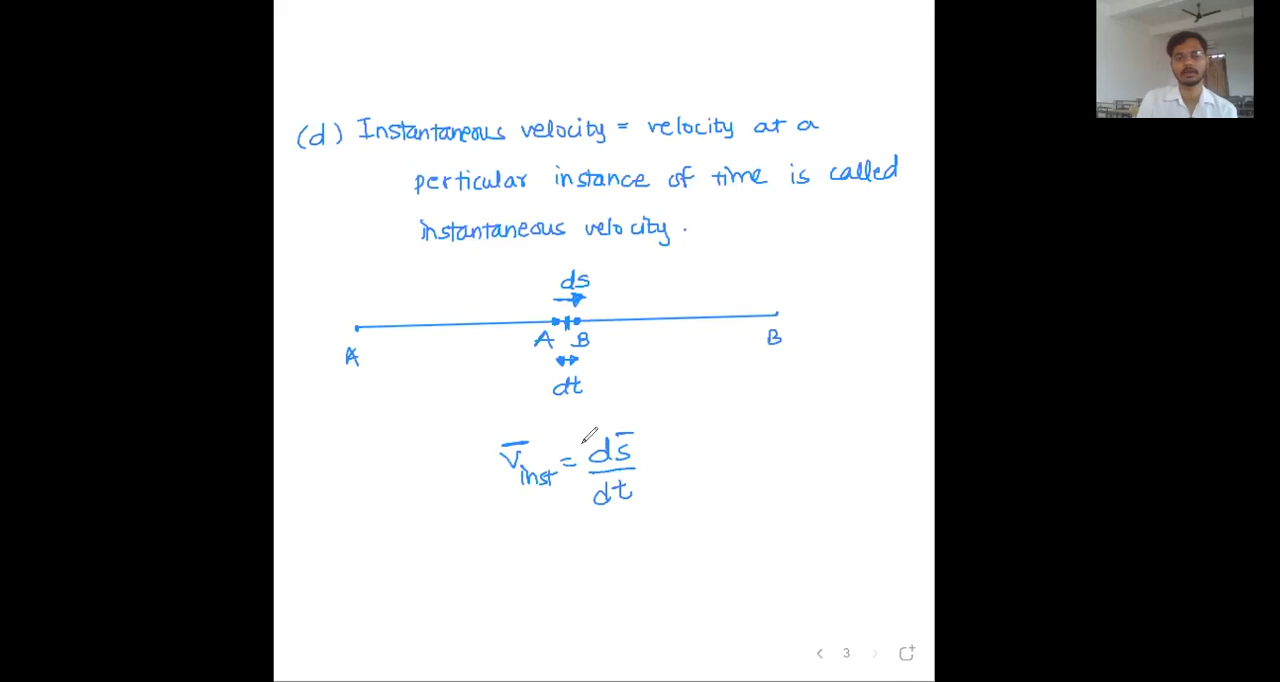 (d) Instantaneous velocity = velocity at a
perticular instance of time is called
instantaneous velocity.
ds
A B
A B
dt
v̅inst = ds̅/dt
3